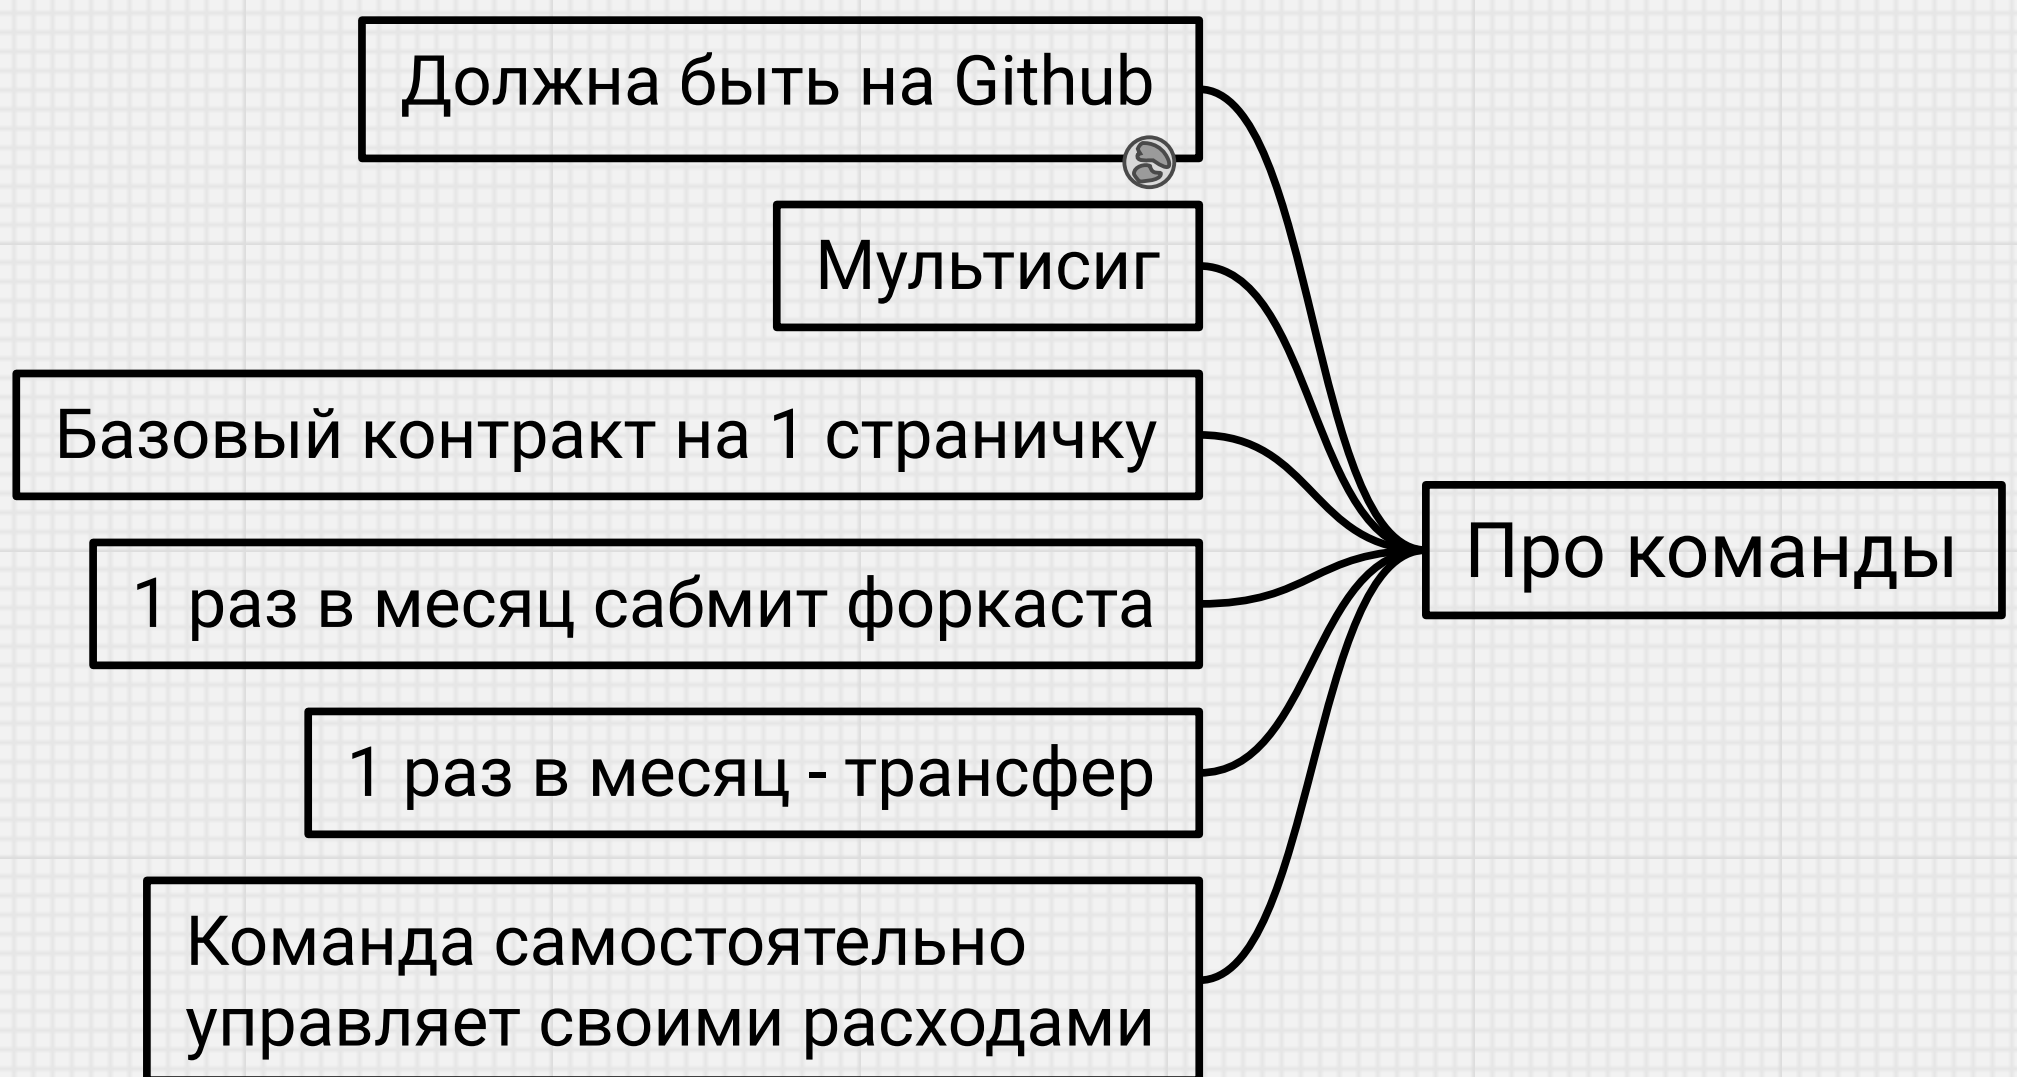 Должна быть на Github
Мультисиг
Базовый контракт на 1 страничку
1 раз в месяц сабмит форкаста
1 раз в месяц - трансфер
Команда самостоятельно
управляет своими расходами
Про команды